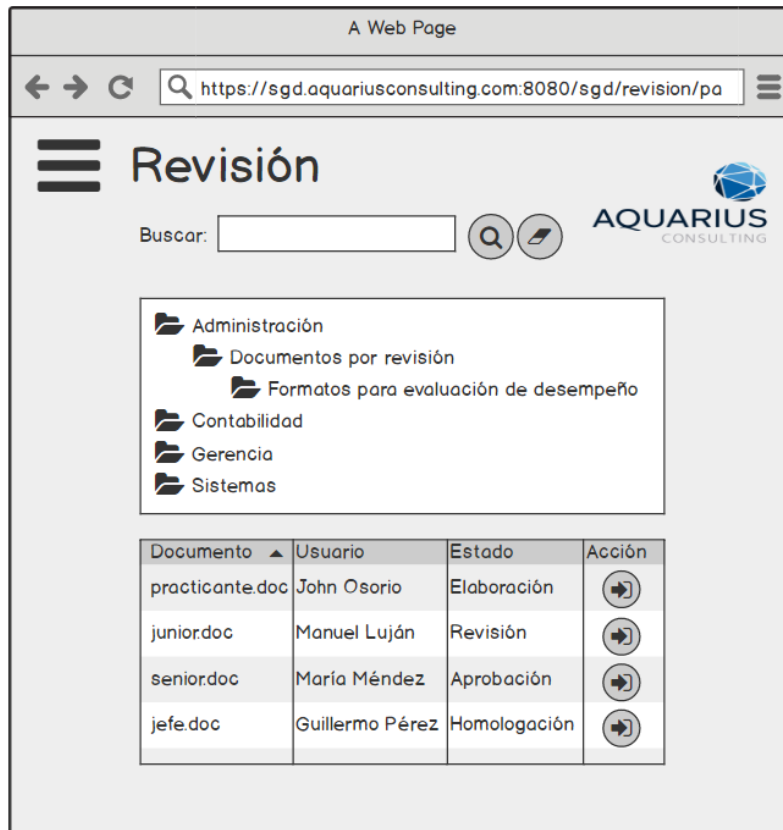 A Web Page
https://sgd.aquariusconsulting.com:8080/sgd/revision/pa
Revisión
AQUARIUS
CONSULTING
Buscar:
Administración
Documentos por revisión
Formatos para evaluación de desempeño
Contabilidad
Gerencia
Sistemas
Documento Usuario Estado Acción
practicante.doc John Osorio Elaboración
junior.doc Manuel Luján Revisión
senior.doc María Méndez Aprobación
jefe.doc Guillermo Pérez Homologación